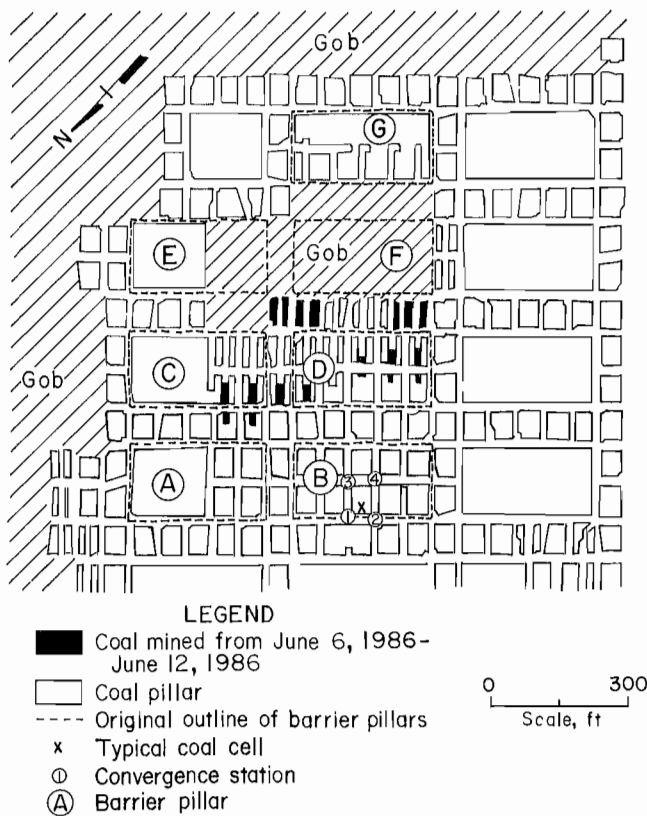 Gob
N
G
E
Gob
F
Gob
C
D
A
B
3
4
x
1
2
LEGEND
Coal mined from June 6, 1986–
June 12, 1986
Coal pillar
Original outline of barrier pillars
x Typical coal cell
1 Convergence station
A Barrier pillar
0 300
Scale, ft